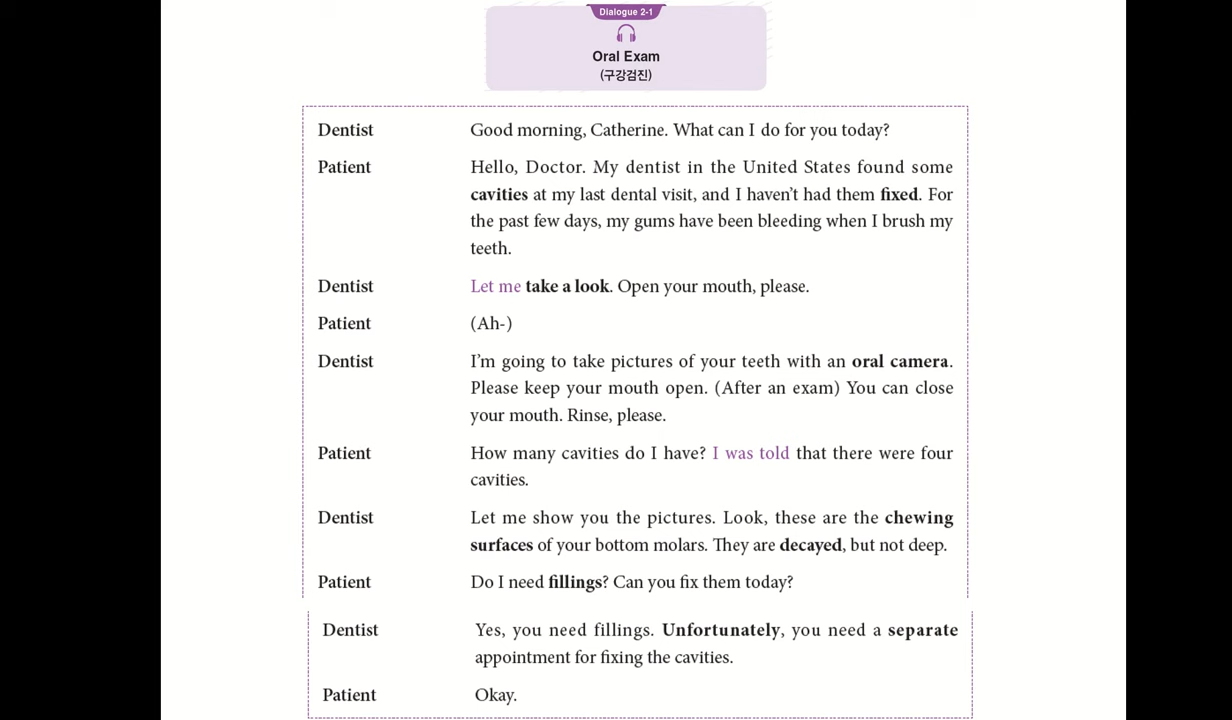 Dialogue 2-1
Oral Exam
(구강검진)
Dentist Good morning, Catherine. What can I do for you today?
Patient Hello, Doctor. My dentist in the United States found some
cavities at my last dental visit, and I haven't had them fixed. For
the past few days, my gums have been bleeding when I brush my
teeth.
Dentist Let me take a look. Open your mouth, please.
Patient (Ah-)
Dentist I'm going to take pictures of your teeth with an oral camera.
Please keep your mouth open. (After an exam) You can close
your mouth. Rinse, please.
Patient How many cavities do I have? I was told that there were four
cavities.
Dentist Let me show you the pictures. Look, these are the chewing
surfaces of your bottom molars. They are decayed, but not deep.
Patient Do I need fillings? Can you fix them today?
Dentist Yes, you need fillings. Unfortunately, you need a separate
appointment for fixing the cavities.
Patient Okay.